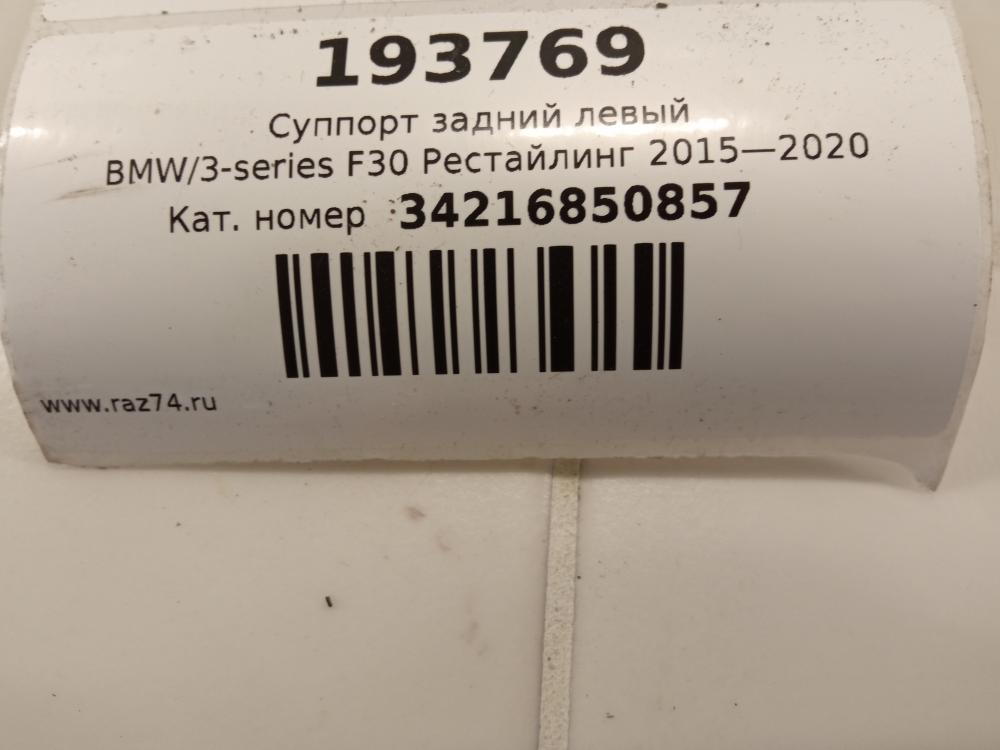 193769
Суппорт задний левый
BMW/3-series F30 Рестайлинг 2015—2020
Кат. номер :34216850857
www.raz74.ru